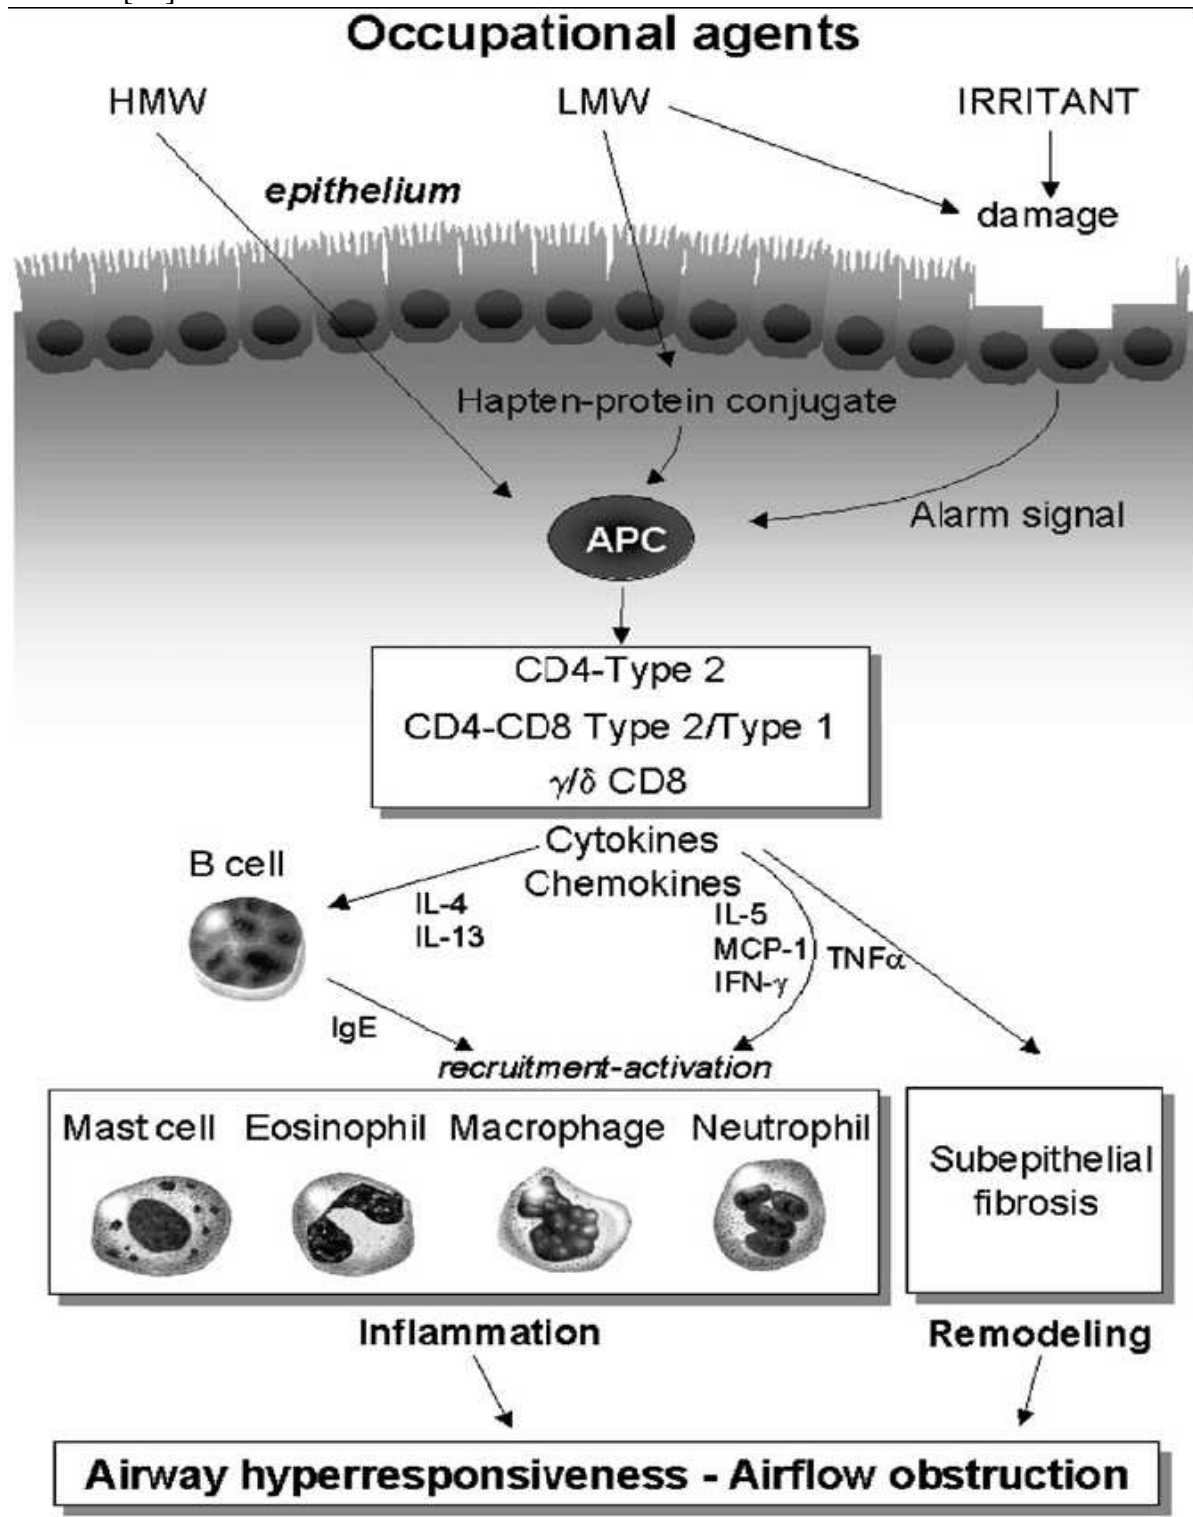 Occupational agents
HMW
LMW
IRRITANT
epithelium
damage
Hapten-protein conjugate
Alarm signal
APC
CD4-Type 2
CD4-CD8 Type 2/Type 1
γ/δ CD8
Cytokines
Chemokines
B cell
IL-4
IL-13
IL-5
MCP-1
IFN-γ
TNFα
IgE
recruitment-activation
Mast cell
Eosinophil
Macrophage
Neutrophil
Subepithelial
fibrosis
Inflammation
Remodeling
Airway hyperresponsiveness - Airflow obstruction